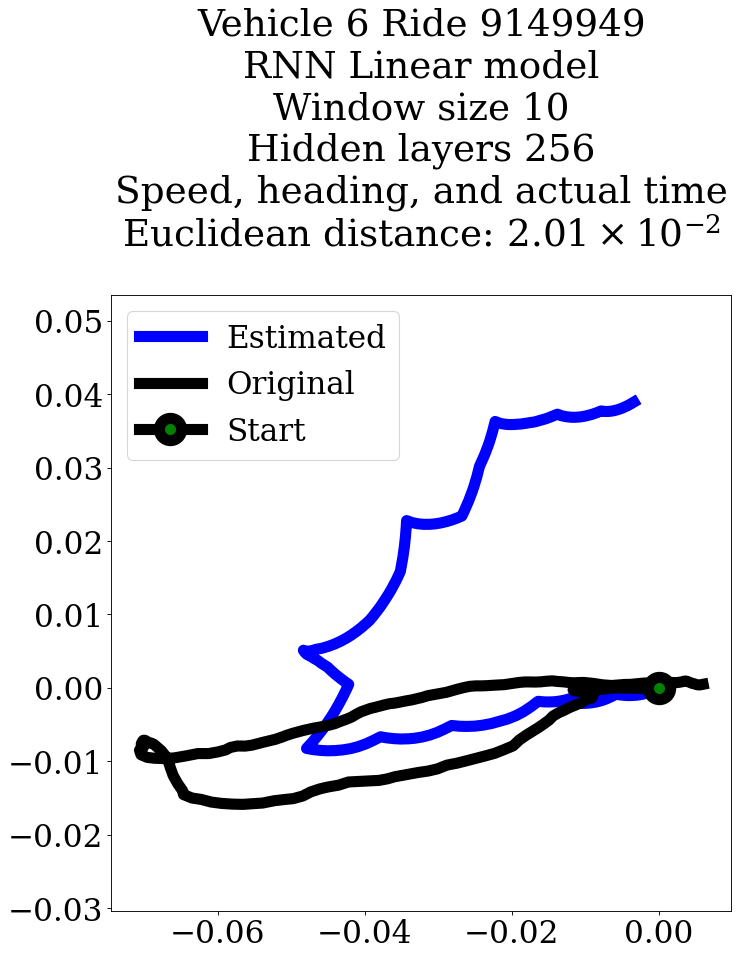 Vehicle 6 Ride 9149949
RNN Linear model
Window size 10
Hidden layers 256
Speed, heading, and actual time
Euclidean distance: 2.01 × 10⁻²
Estimated
Original
Start
0.05
0.04
0.03
0.02
0.01
0.00
−0.01
−0.02
−0.03
−0.06 −0.04 −0.02 0.00